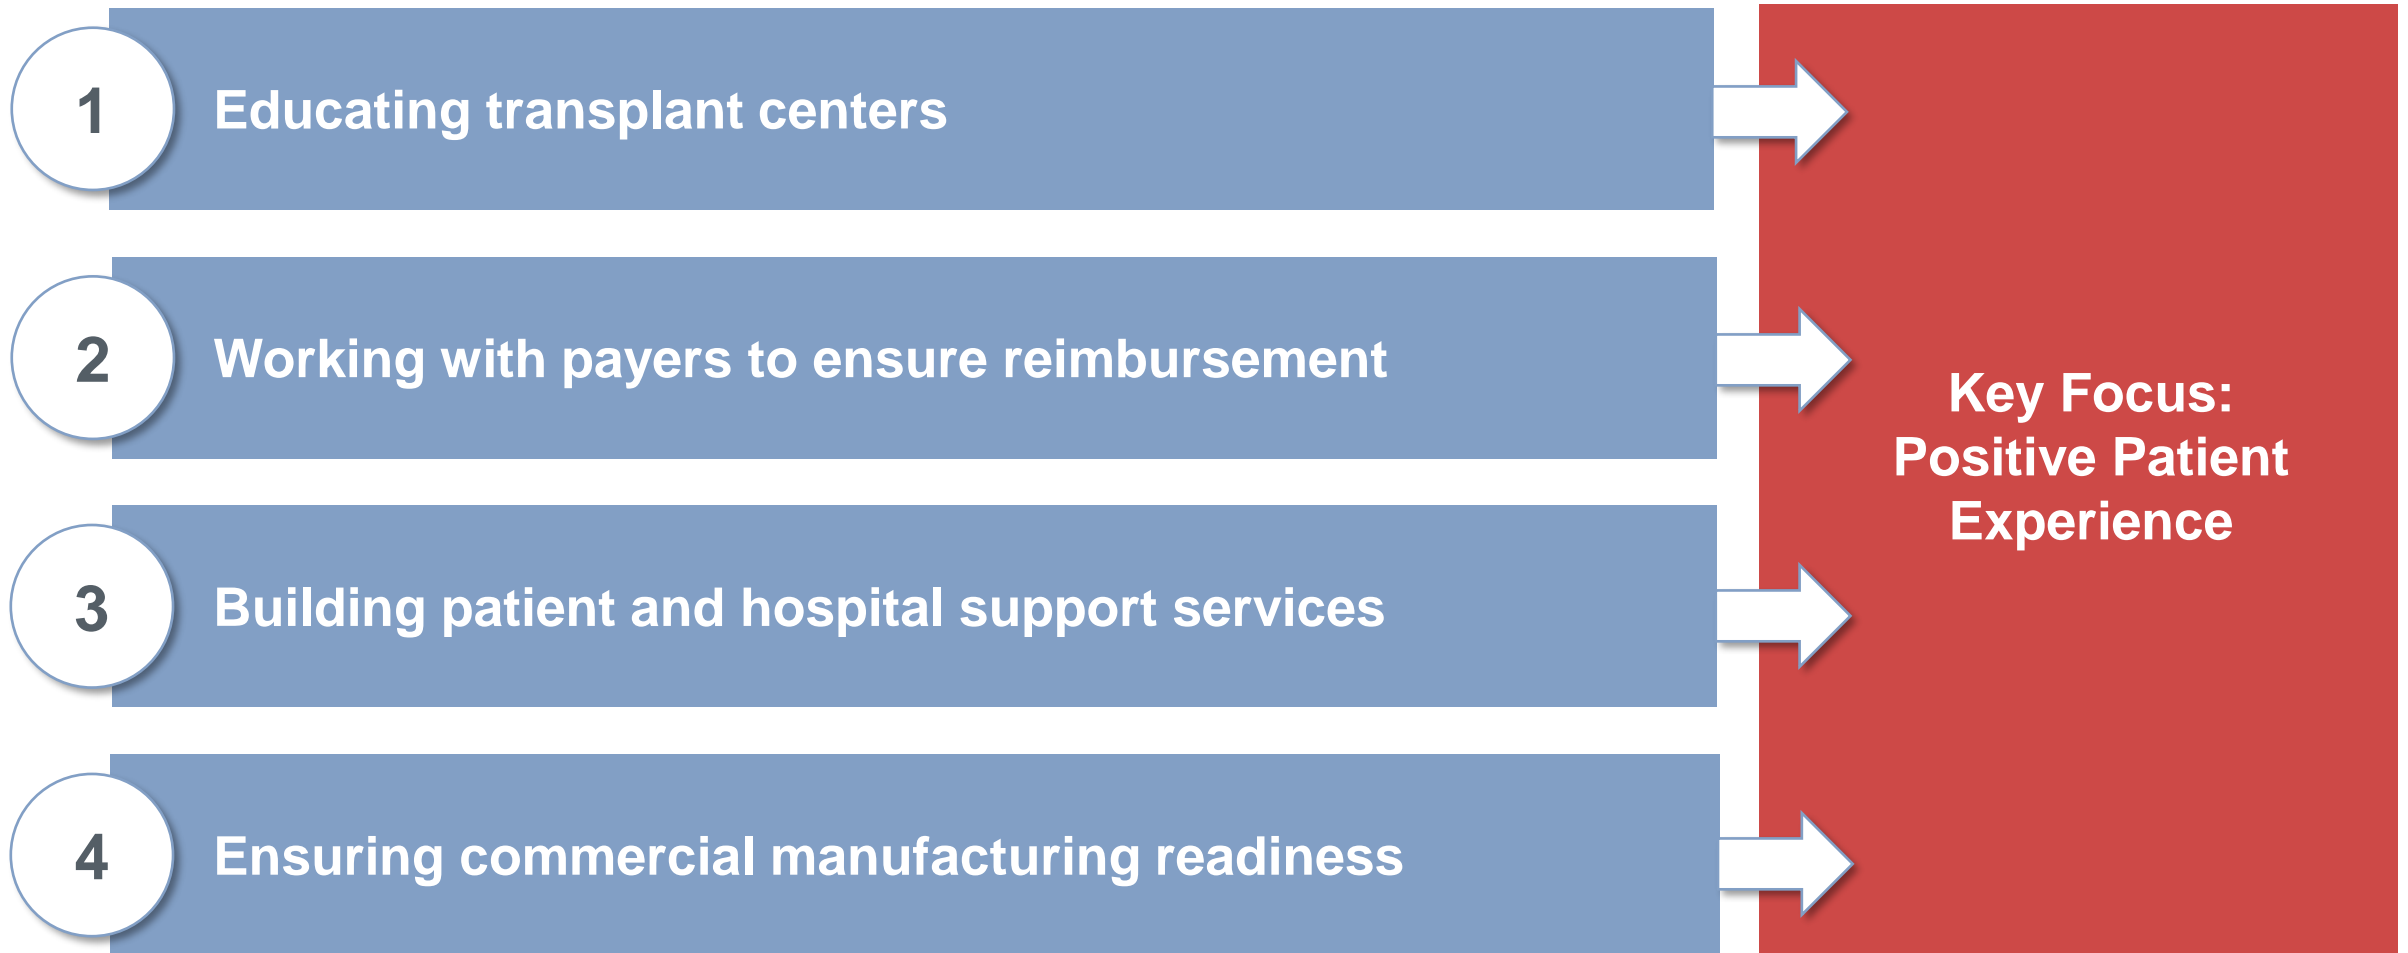 1
Educating transplant centers
2
Working with payers to ensure reimbursement
3
Building patient and hospital support services
4
Ensuring commercial manufacturing readiness
Key Focus:
Positive Patient
Experience